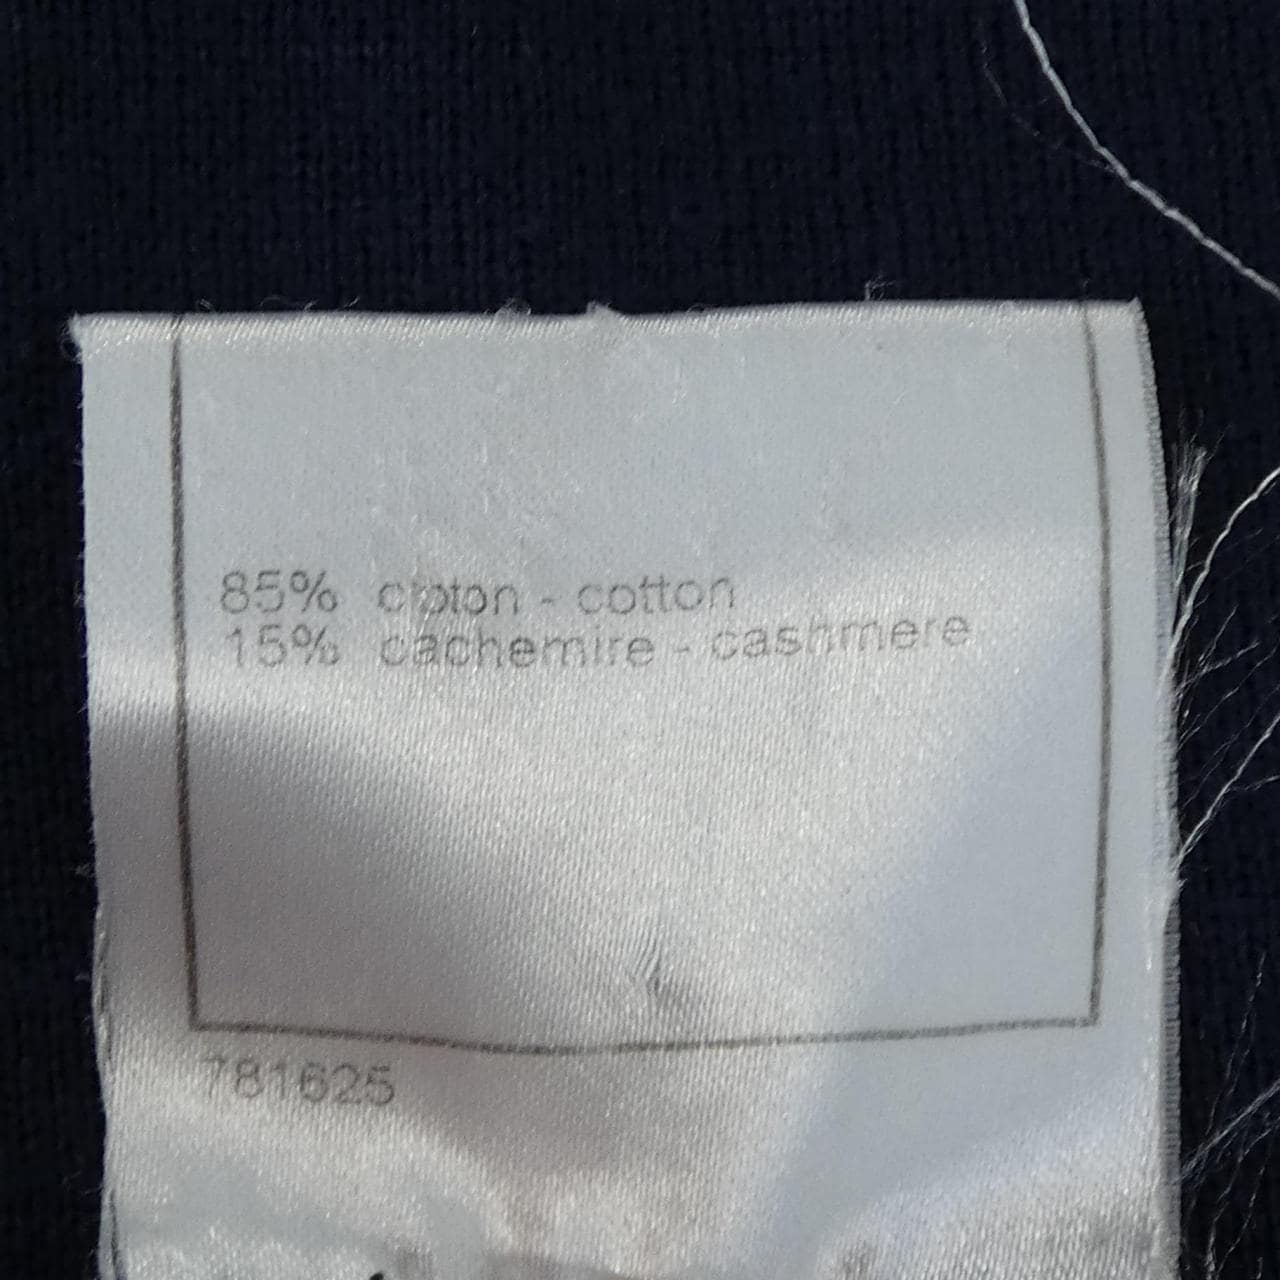 85% coton - cotton
15% cachemire - cashmere
781625